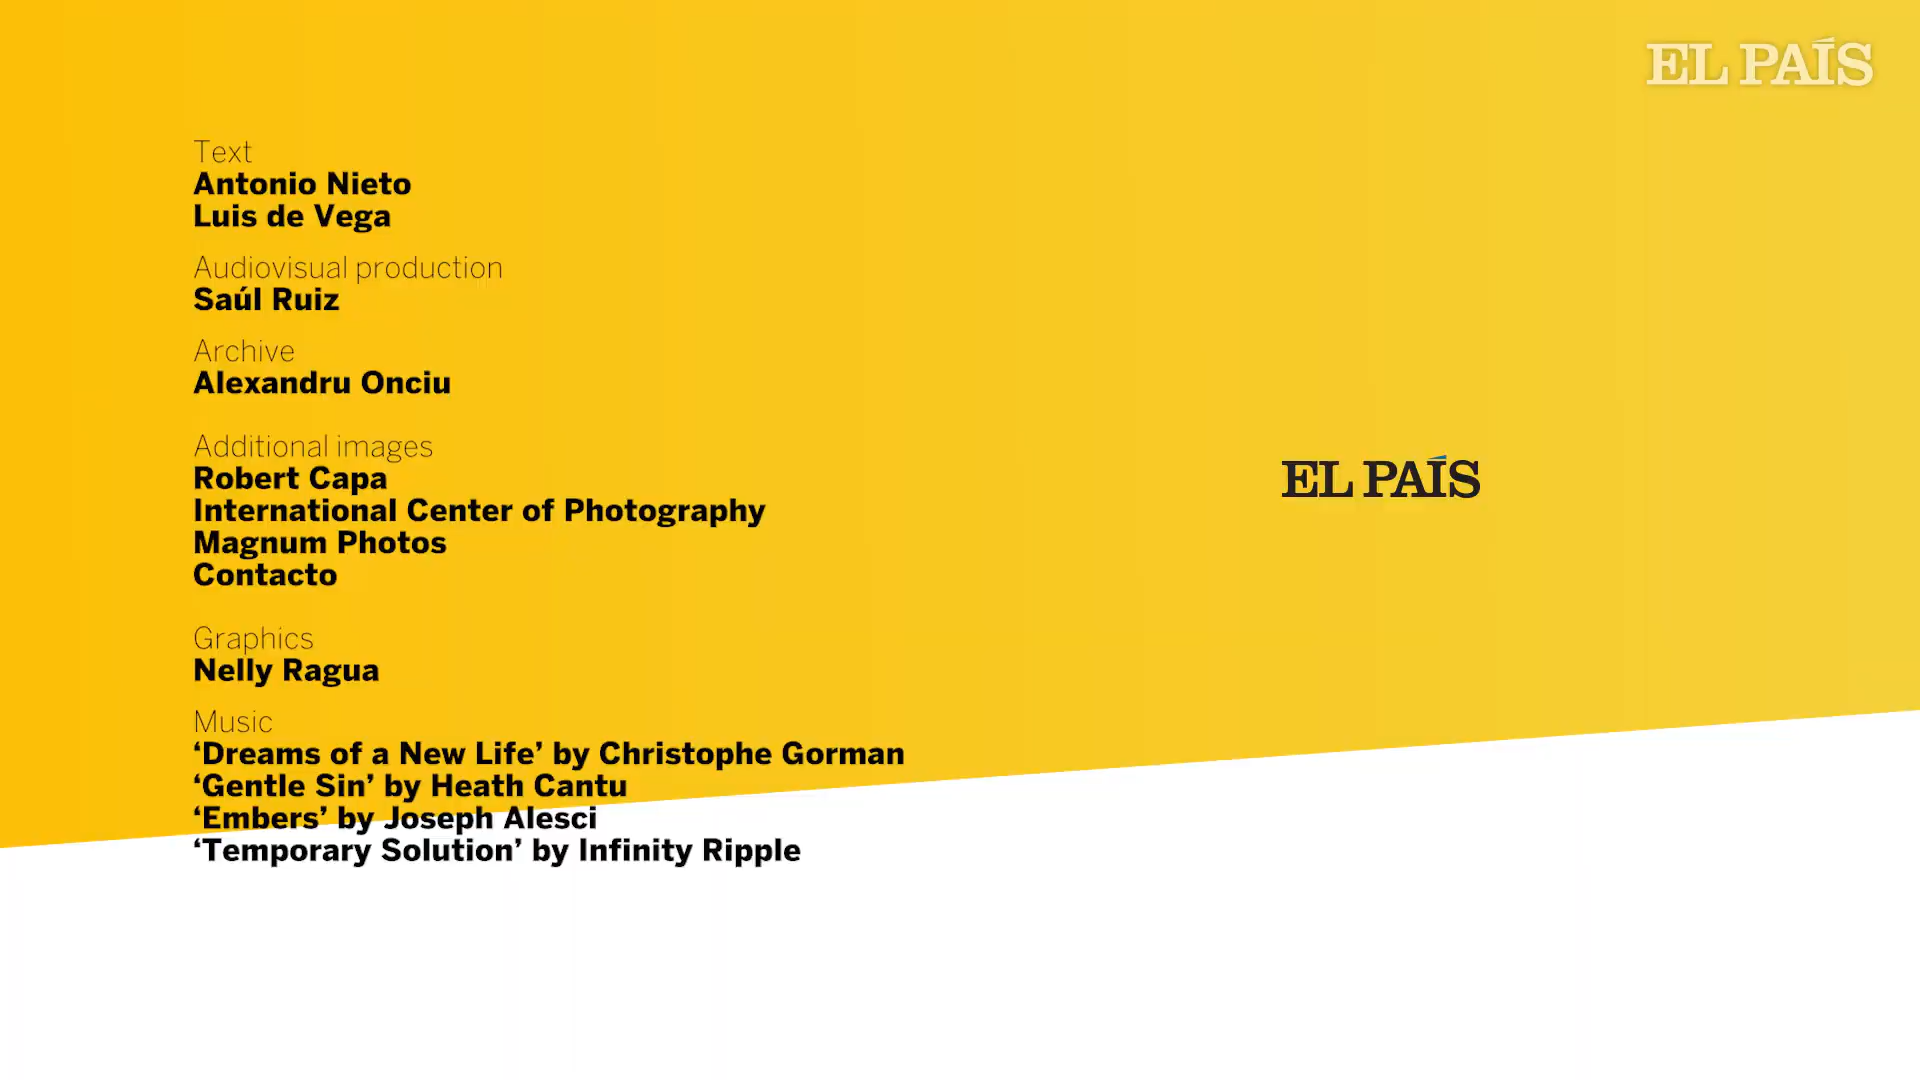 EL PAÍS
Text
Antonio Nieto
Luis de Vega
Audiovisual production
Saúl Ruiz
Archive
Alexandru Onciu
Additional images
Robert Capa
International Center of Photography
Magnum Photos
Contacto
EL PAÍS
Graphics
Nelly Ragua
Music
‘Dreams of a New Life’ by Christophe Gorman
‘Gentle Sin’ by Heath Cantu
‘Embers’ by Joseph Alesci
‘Temporary Solution’ by Infinity Ripple